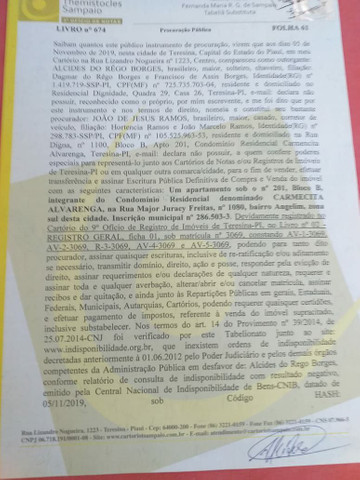 Themistocles
Sampaio
Fernanda Maria R. G. de Sampaio
Tabeliã Substituta
LIVRO nº 674 Procuração Pública FOLHA 61
Saibam quantos este público instrumento de procuração, virem que aos 05 de
Novembro de 2019, nesta cidade de Teresina, Capital do Estado do Piauí, em meu
Cartório na Rua Lizandro Nogueira nº 1223, Centro, compareceu como outorgante:
ALCIDES DO RÊGO BORGES, brasileiro, maior, solteiro, chaveiro, filiação:
Dagmar do Rêgo Borges e Francisco de Assis Borges, Identidade(RG) nº
1.419.719-SSP-PI, CPF(MF) nº 725.735.703-04, residente e domiciliado na
Residencial Dignidade, Quadra 29, Casa 26, Teresina-PI, e-mail: declara não
possuir, reconhecido como o próprio, por mim escrevente, e me foi dito que por
este instrumento e nos termos de direito, nomeia e constitui seu bastante
procurador: JOÃO DE JESUS RAMOS, brasileiro, maior, casado, corretor de
veículo, filiação: Hortencia Ramos e João Marcelo Ramos, Identidade(RG) nº
298.783-SSP-PI, CPF(MF) nº 105.525.963-53, residente e domiciliado na Rua
Digna, nº 1100, Bloco B, Apto 201, Condomínio Residencial Carmencita
Alvarenga, Teresina-PI, e-mail: declara não possuir, a quem confere poderes
especiais para representá-lo junto aos Cartórios de Notas e/ou Registros de Imóveis
de Teresina-PI ou em qualquer outra comarca/cidade, para o fim de vender, efetuar
transferência e assinar Escritura Pública Definitiva de Compra e Venda do imóvel
com as seguintes características: Um apartamento sob o nº 201, Bloco B,
integrante do Condomínio Residencial denominado CARMECITA
ALVARENGA, na Rua Major Juracy Freitas, nº 1080, bairro Angelim, zona
sul desta cidade. Inscrição municipal nº 286.503-3. Devidamente registrado no
Cartório do 9º Ofício de Registro de Imóveis de Teresina-PI, no Livro nº 02-
REGISTRO GERAL, ficha 01, sob matrícula nº 3069, constando AV-1-3069,
AV-2-3069, R-3-3069, AV-4-3069 e AV-5-3069, podendo para tanto dito
procurador, assinar quaisquer escrituras, inclusive de re-ratificação e/ou aditamento
se necessário, transmitir domínio, direito, ação e posse, responder pela evicção de
direito, assinar requerimentos e/ou declarações de qualquer natureza, requerer e
assinar toda e qualquer averbação, alterar/abrir e/ou cancelar matrícula, assinar
recibos e dar quitação, e ainda junto às Repartições Públicas em gerais, Estaduais,
Federais, Municipais, Autarquias, Cartórios, podendo requerer quaisquer certidões,
e efetuar pagamento de impostos, referente à venda do imóvel supracitado,
inclusive substabelecer. Nos termos do art. 14 do Provimento nº 39/2014, de
25.07.2014-CNJ foi verificado por este Tabelionato junto ao site
www.indisponibilidade.org.br, que inexistem ordens de indisponibilidade
decretadas anteriormente à 01.06.2012 pelo Poder Judiciário e pelos demais órgãos
competentes da Administração Pública em desfavor de: Alcides do Rego Borges,
conforme relatório de consulta de indisponibilidade com resultado negativo,
emitido pela Central Nacional de Indisponibilidade de Bens-CNIB, datado de
05/11/2019, sob o Código HASH:
Rua Lizandro Nogueira, 1223 - Teresina - Piauí - Cep: 64000-200